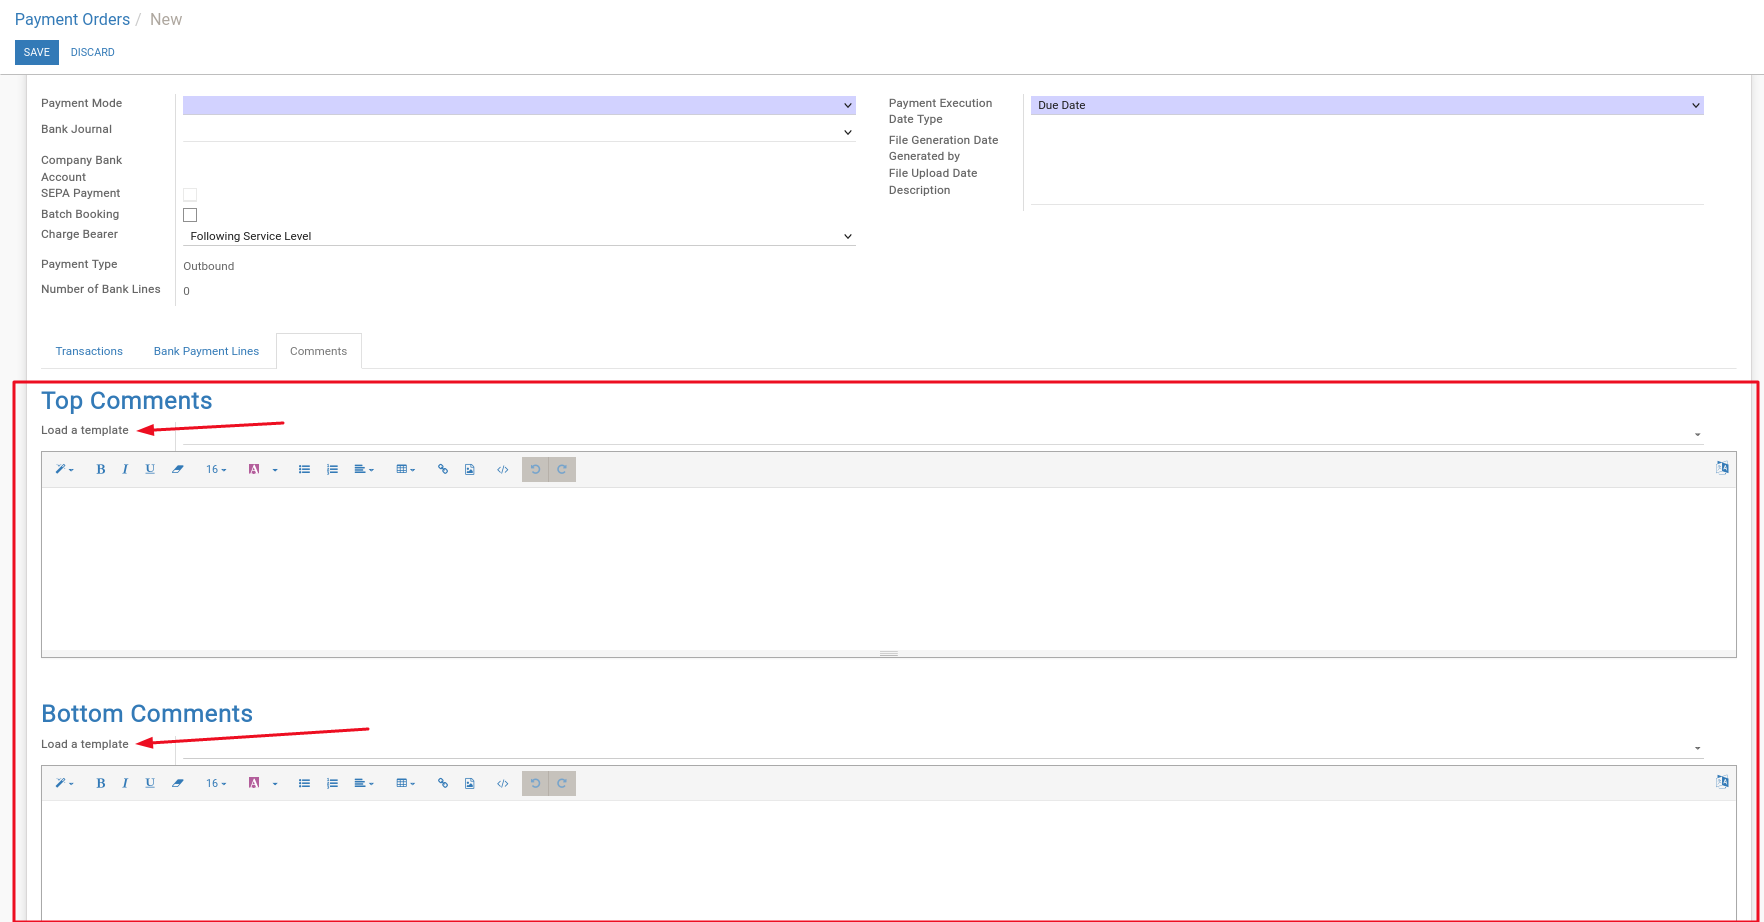 Payment Orders / New
SAVE DISCARD
Payment Mode
Bank Journal
Company Bank
Account
SEPA Payment
Batch Booking
Charge Bearer Following Service Level
Payment Type Outbound
Number of Bank Lines 0
Payment Execution
Date Type Due Date
File Generation Date
Generated by
File Upload Date
Description
Transactions Bank Payment Lines Comments
Top Comments
Load a template
B I U 16 A </>
Bottom Comments
Load a template
B I U 16 A </>